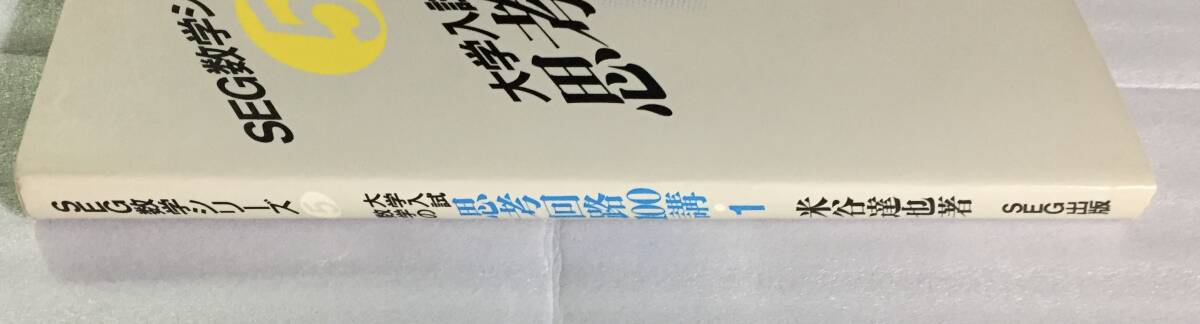 SEG数学シ
5
大学入試
思考
SEG数学シリーズ 5
大学入試
数学の
思考回路100講・1
米谷達也著
SEG出版